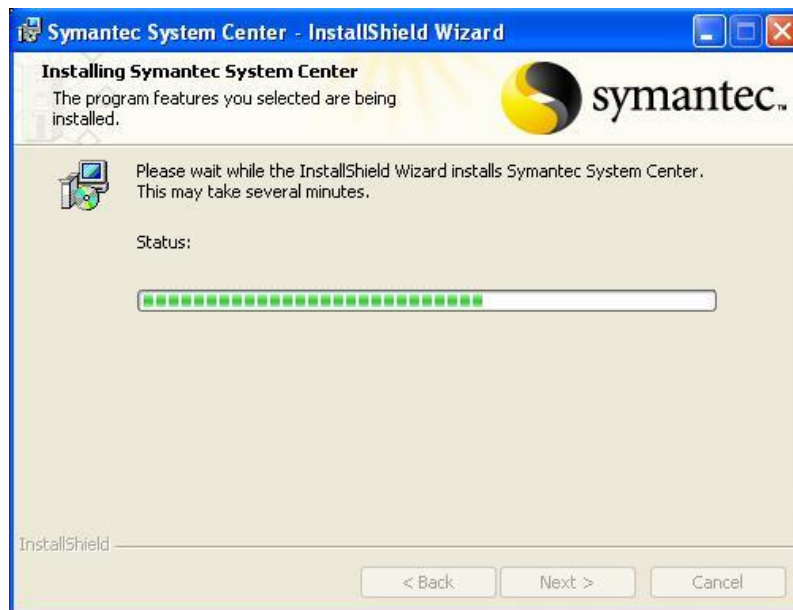 Symantec System Center - InstallShield Wizard
Installing Symantec System Center
The program features you selected are being
installed.
symantec.™
Please wait while the InstallShield Wizard installs Symantec System Center.
This may take several minutes.
Status:
InstallShield
< Back
Next >
Cancel